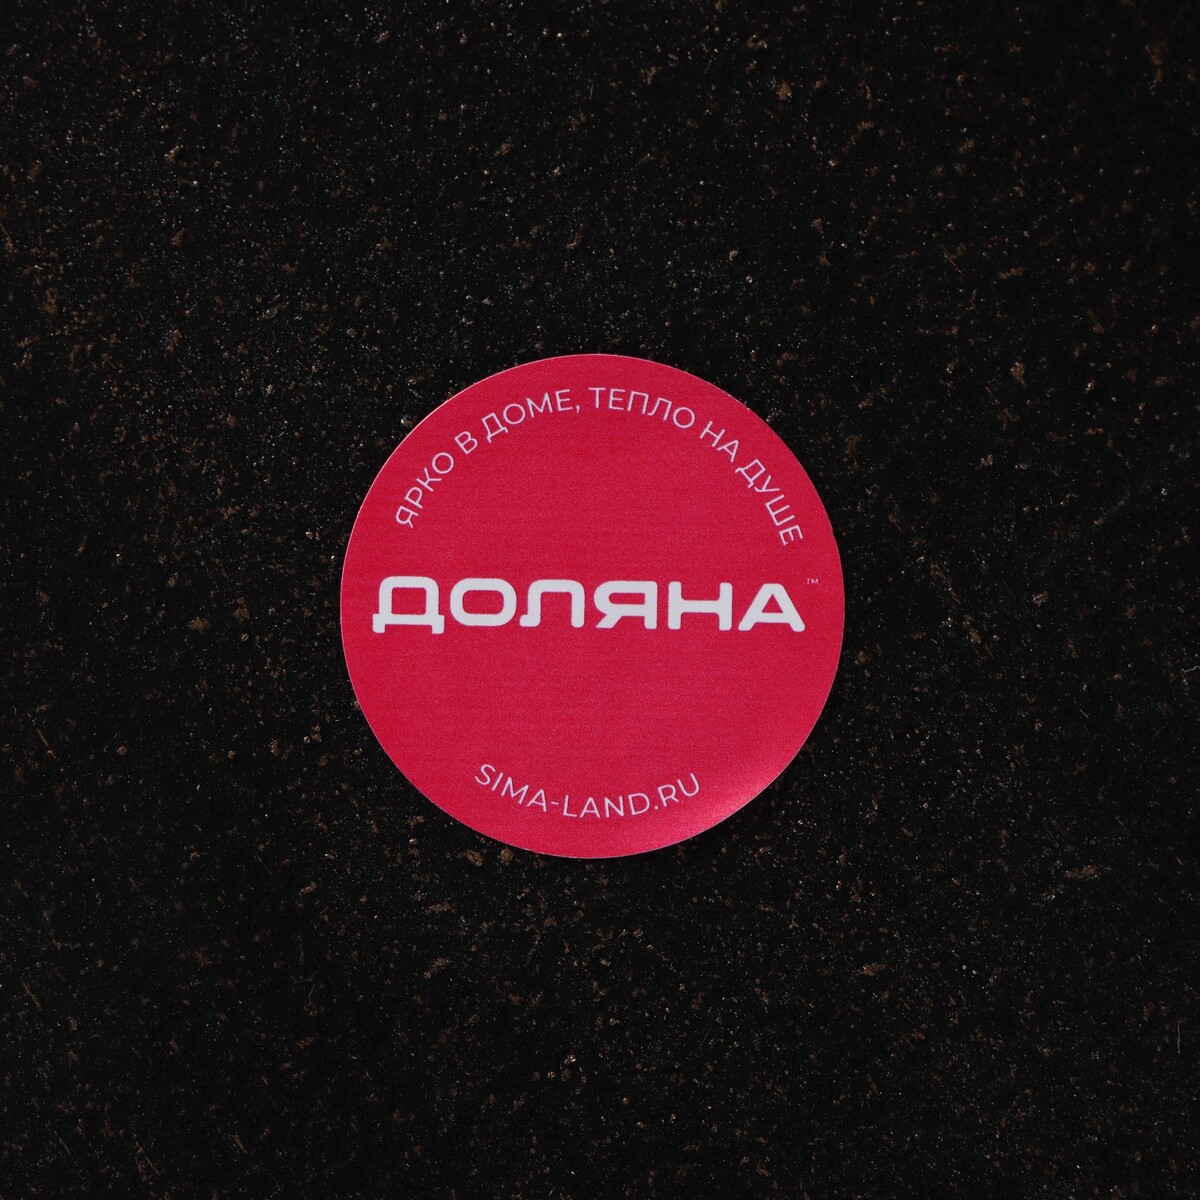 ЯРКО В ДОМЕ, ТЕПЛО НА ДУШЕ
ДОЛЯНА™
SIMA-LAND.RU